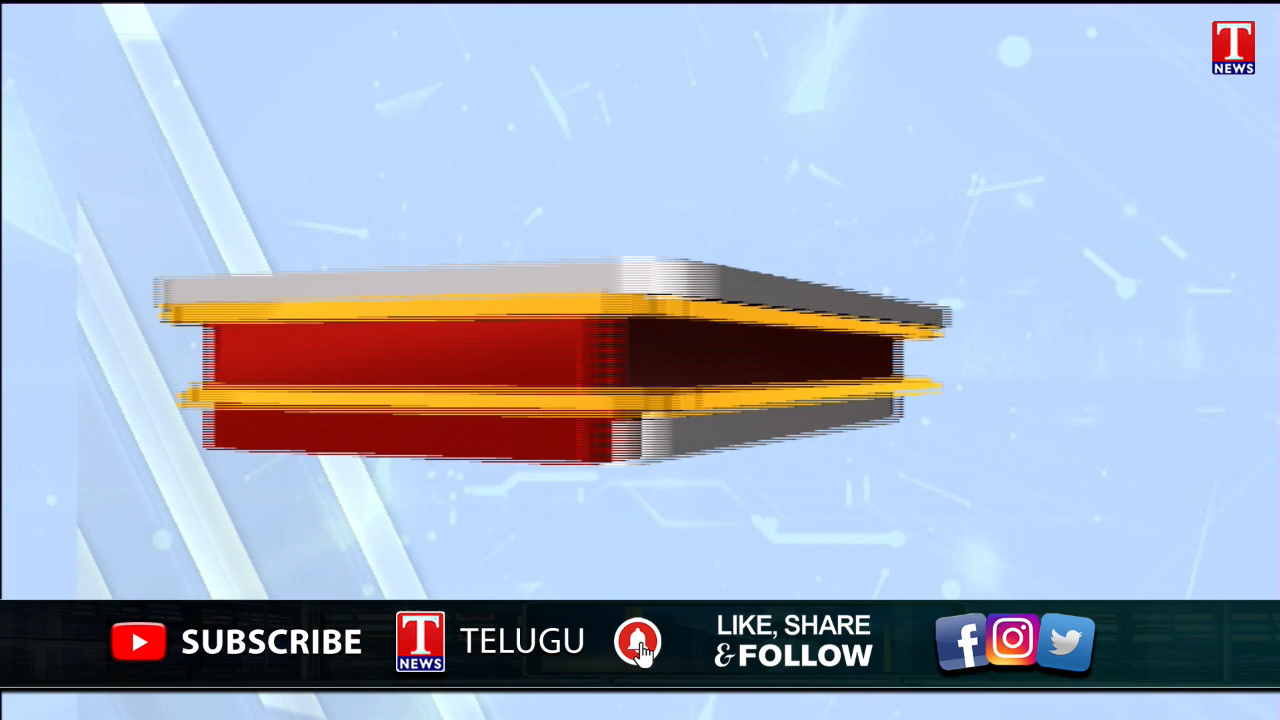 T
NEWS
SUBSCRIBE
T
NEWS
TELUGU
LIKE, SHARE
& FOLLOW
f